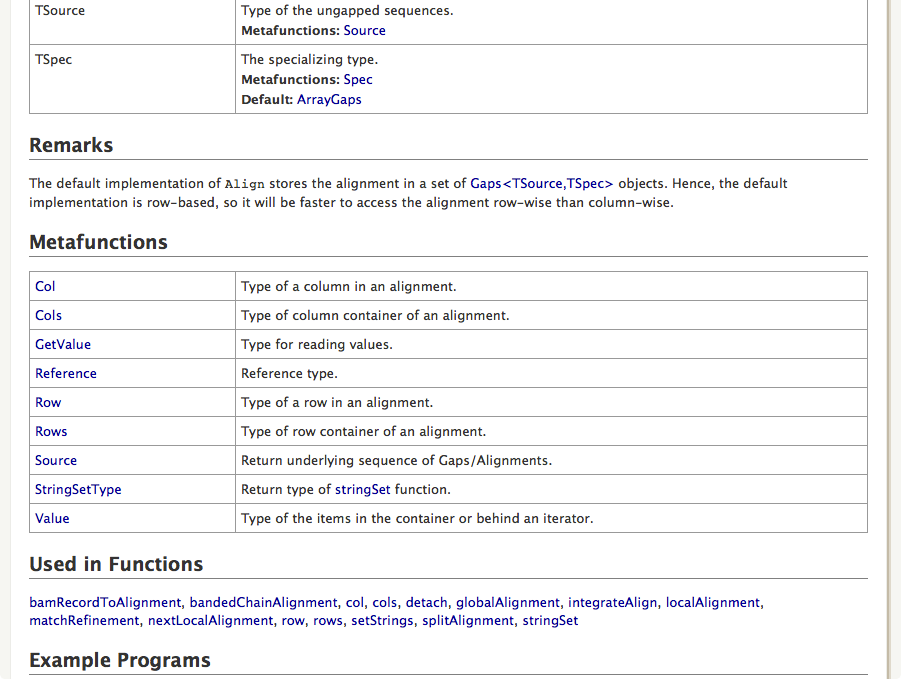 TSource Type of the ungapped sequences.
Metafunctions: Source
TSpec The specializing type.
Metafunctions: Spec
Default: ArrayGaps
Remarks
The default implementation of Align stores the alignment in a set of Gaps<TSource,TSpec> objects. Hence, the default
implementation is row-based, so it will be faster to access the alignment row-wise than column-wise.
Metafunctions
Col Type of a column in an alignment.
Cols Type of column container of an alignment.
GetValue Type for reading values.
Reference Reference type.
Row Type of a row in an alignment.
Rows Type of row container of an alignment.
Source Return underlying sequence of Gaps/Alignments.
StringSetType Return type of stringSet function.
Value Type of the items in the container or behind an iterator.
Used in Functions
bamRecordToAlignment, bandedChainAlignment, col, cols, detach, globalAlignment, integrateAlign, localAlignment,
matchRefinement, nextLocalAlignment, row, rows, setStrings, splitAlignment, stringSet
Example Programs